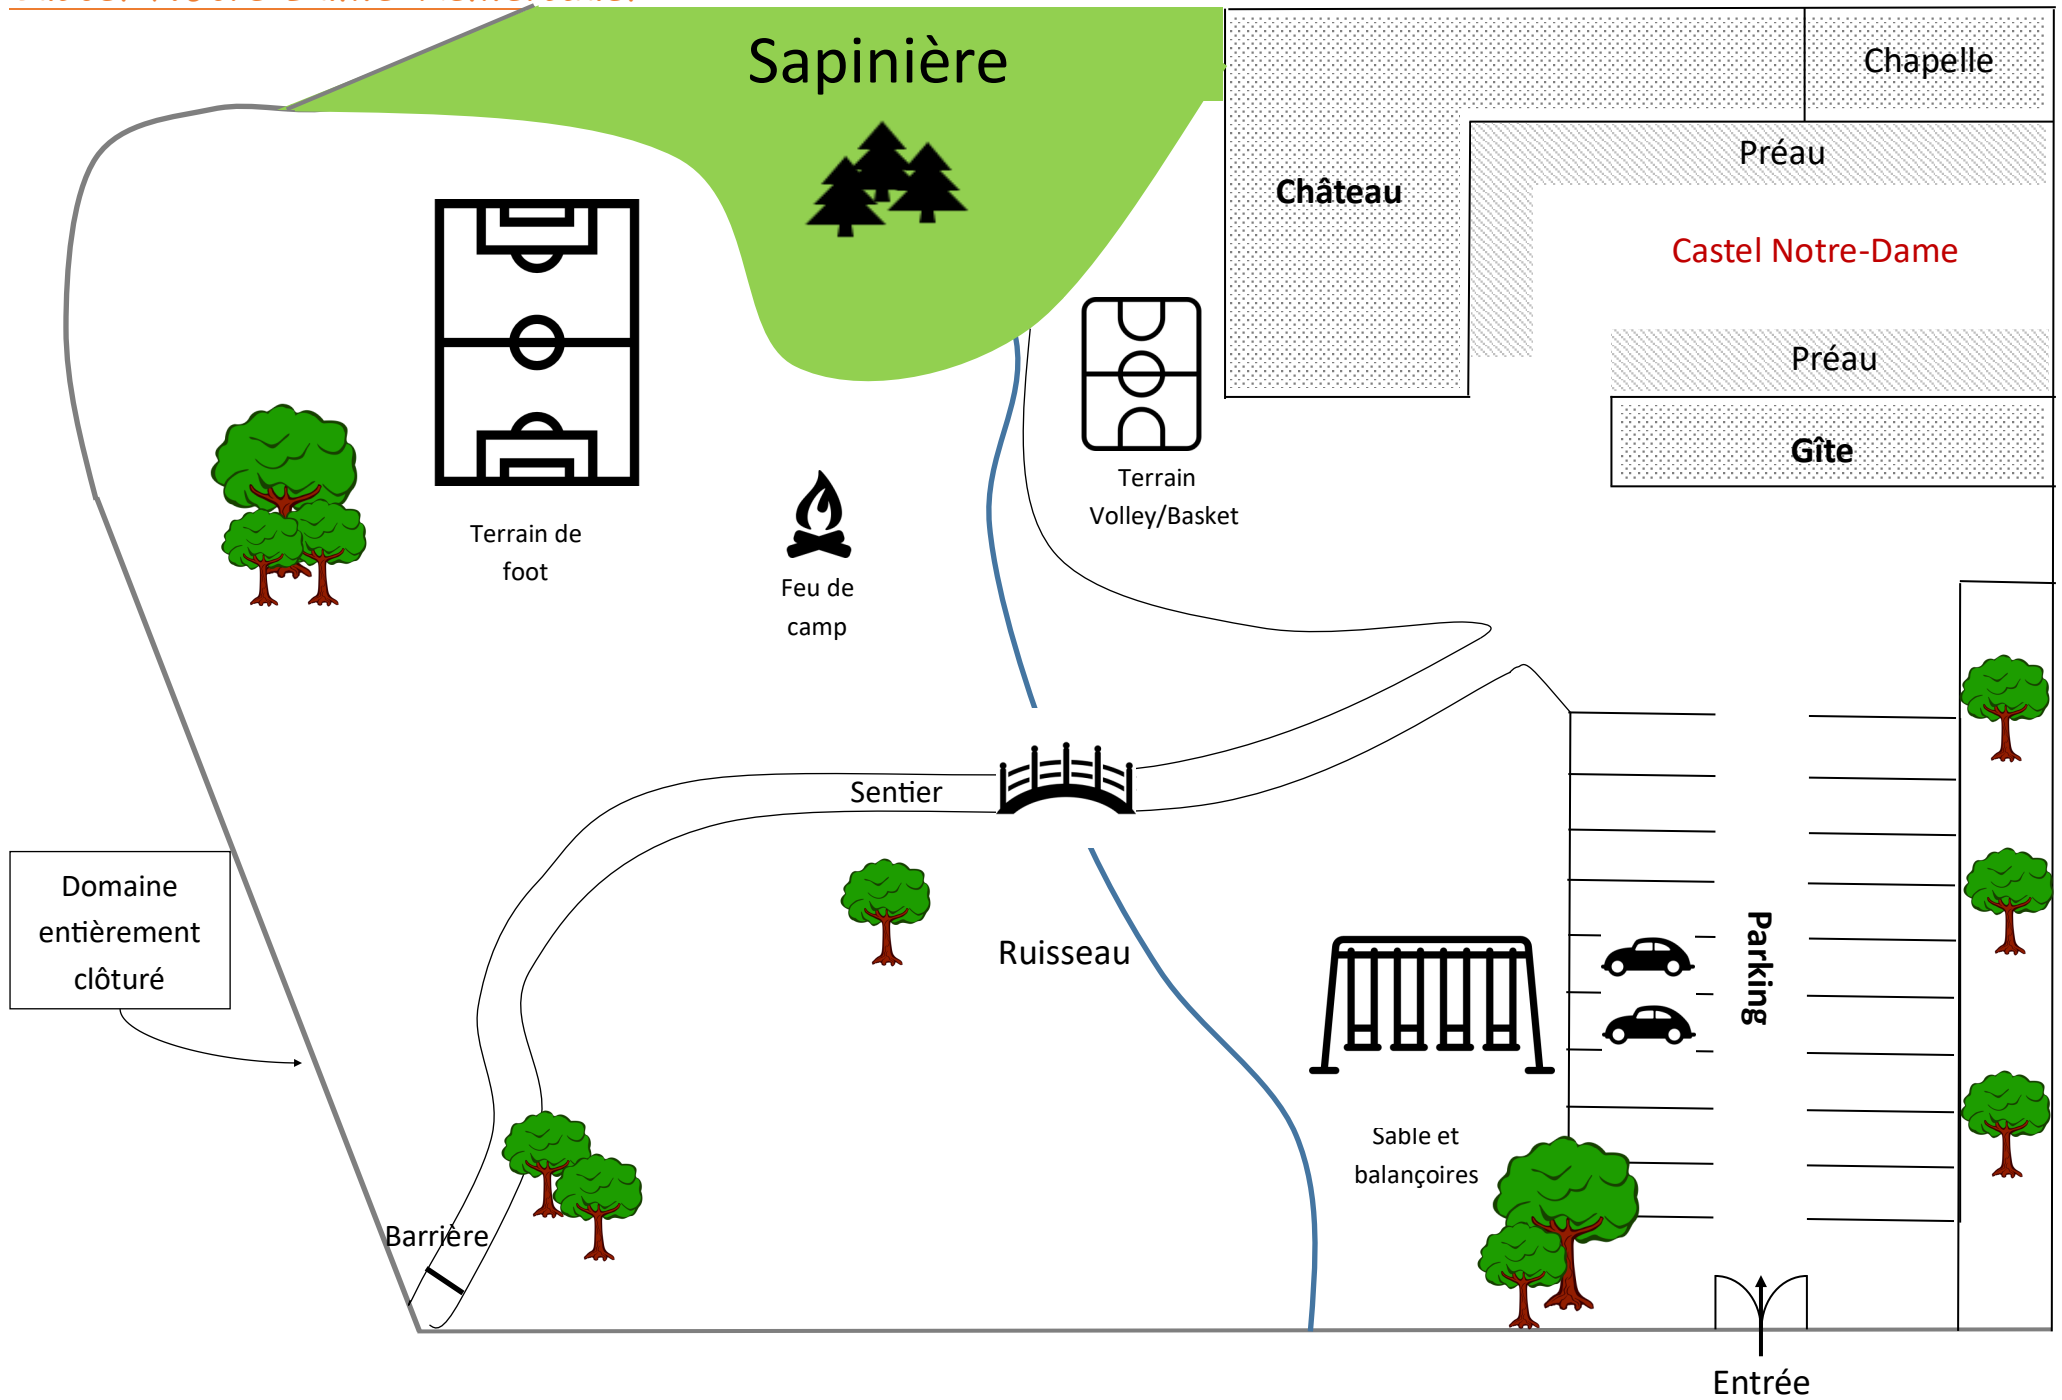 Sapinière
Chapelle
Préau
Château
Castel Notre-Dame
Préau
Gîte
Terrain
Volley/Basket
Terrain de
foot
Feu de
camp
Sentier
Domaine
entièrement
clôturé
Ruisseau
Parking
Sable et
balançoires
Barrière
Entrée